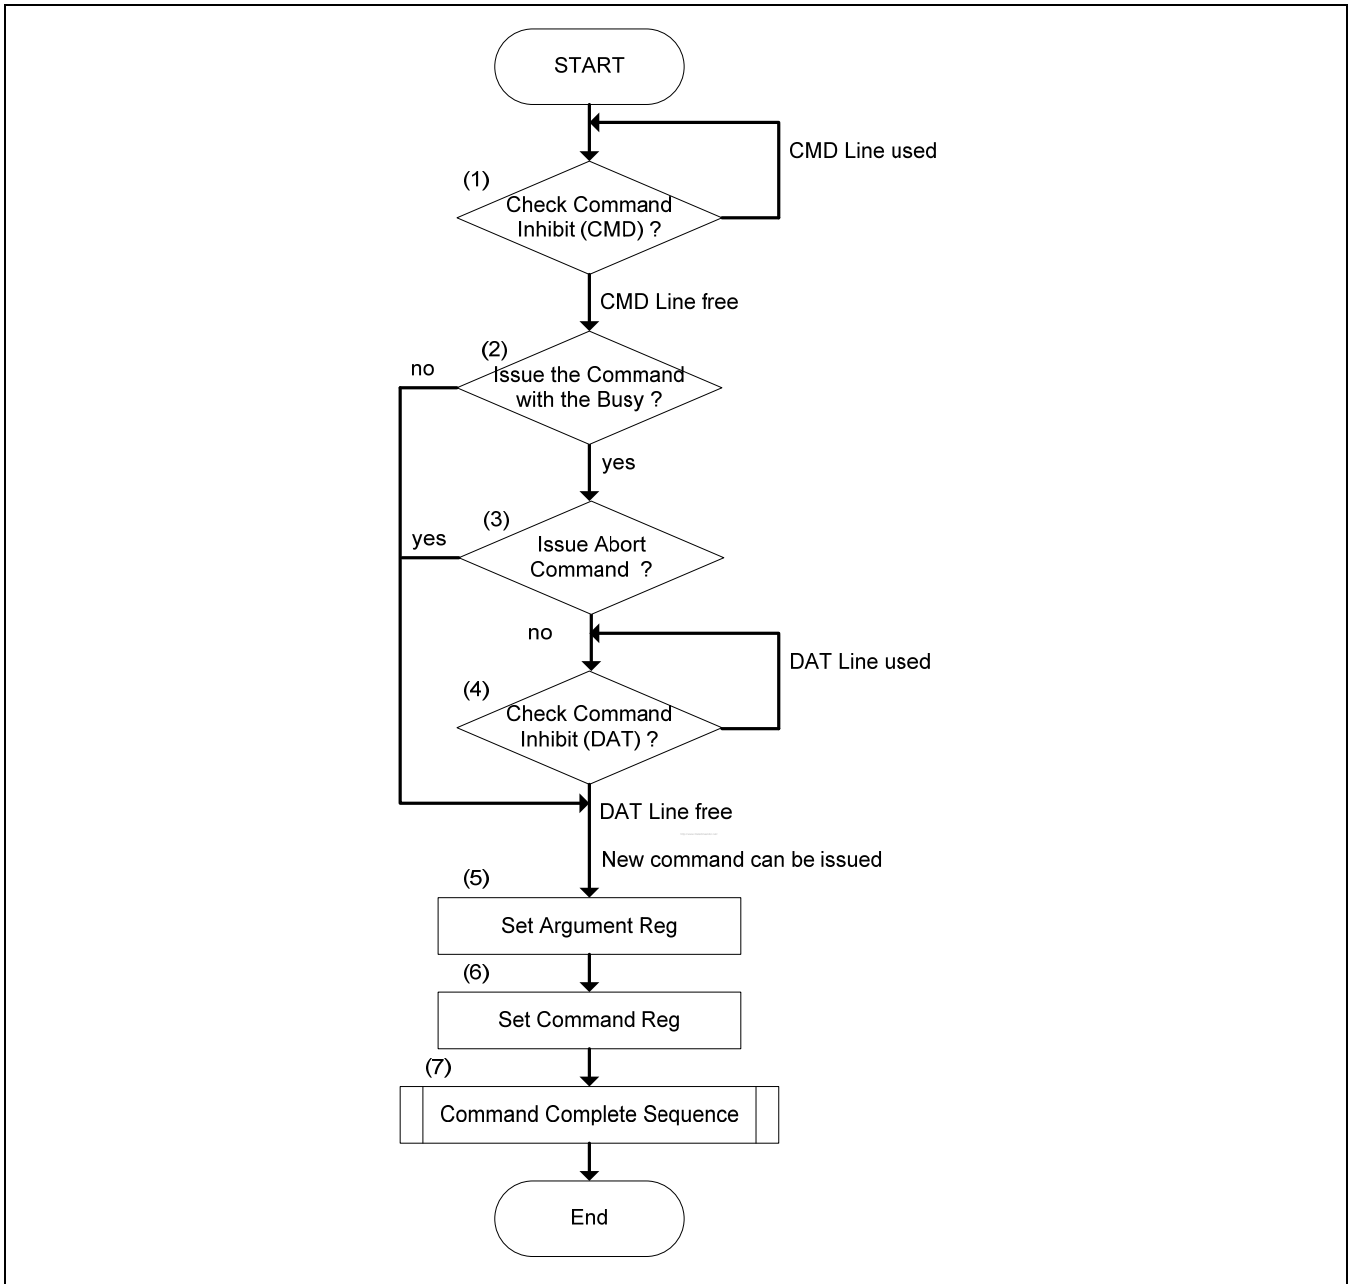 START
CMD Line used
(1)
Check Command
Inhibit (CMD) ?
CMD Line free
(2)
no
Issue the Command
with the Busy ?
yes
(3)
yes
Issue Abort
Command ?
no
DAT Line used
(4)
Check Command
Inhibit (DAT) ?
DAT Line free
New command can be issued
(5)
Set Argument Reg
(6)
Set Command Reg
(7)
Command Complete Sequence
End